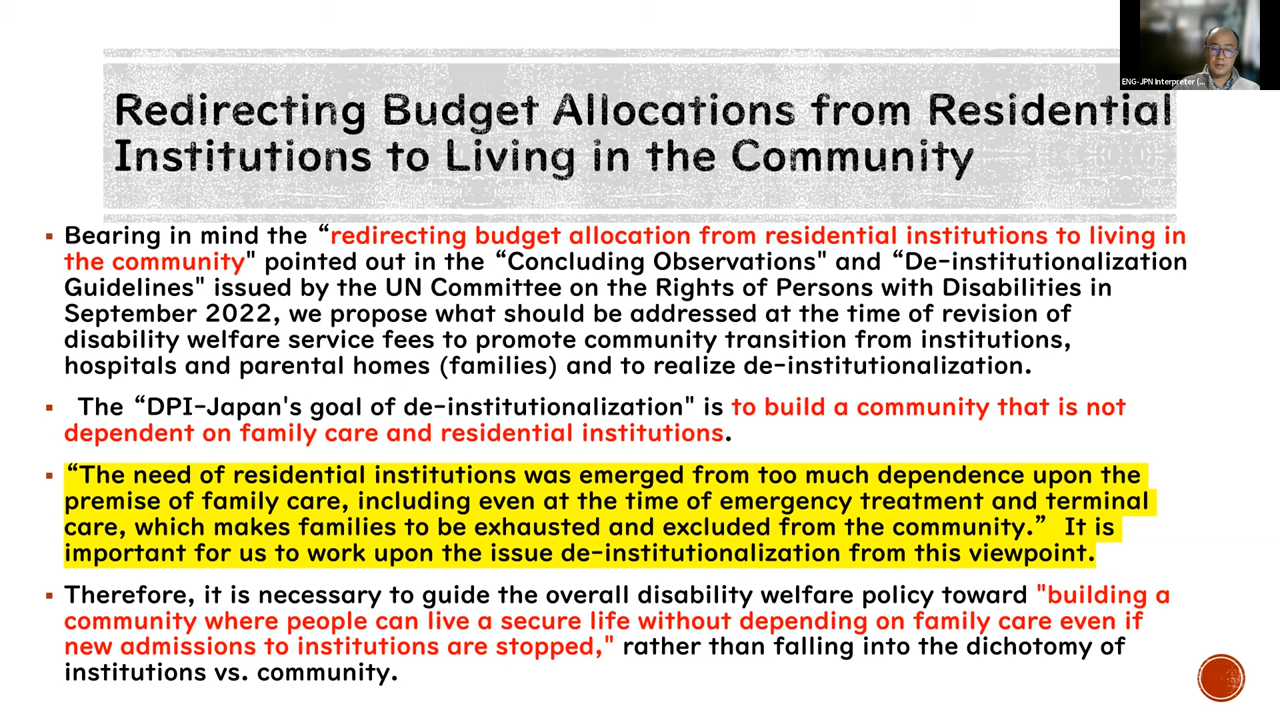 ENG-JPN Interpreter (...
Redirecting Budget Allocations from Residential
Institutions to Living in the Community
▪ Bearing in mind the “redirecting budget allocation from residential institutions to living in
the community" pointed out in the “Concluding Observations" and “De-institutionalization
Guidelines" issued by the UN Committee on the Rights of Persons with Disabilities in
September 2022, we propose what should be addressed at the time of revision of
disability welfare service fees to promote community transition from institutions,
hospitals and parental homes (families) and to realize de-institutionalization.
▪ The “DPI-Japan's goal of de-institutionalization" is to build a community that is not
dependent on family care and residential institutions.
▪ “The need of residential institutions was emerged from too much dependence upon the
premise of family care, including even at the time of emergency treatment and terminal
care, which makes families to be exhausted and excluded from the community.” It is
important for us to work upon the issue de-institutionalization from this viewpoint.
▪ Therefore, it is necessary to guide the overall disability welfare policy toward "building a
community where people can live a secure life without depending on family care even if
new admissions to institutions are stopped," rather than falling into the dichotomy of
institutions vs. community.